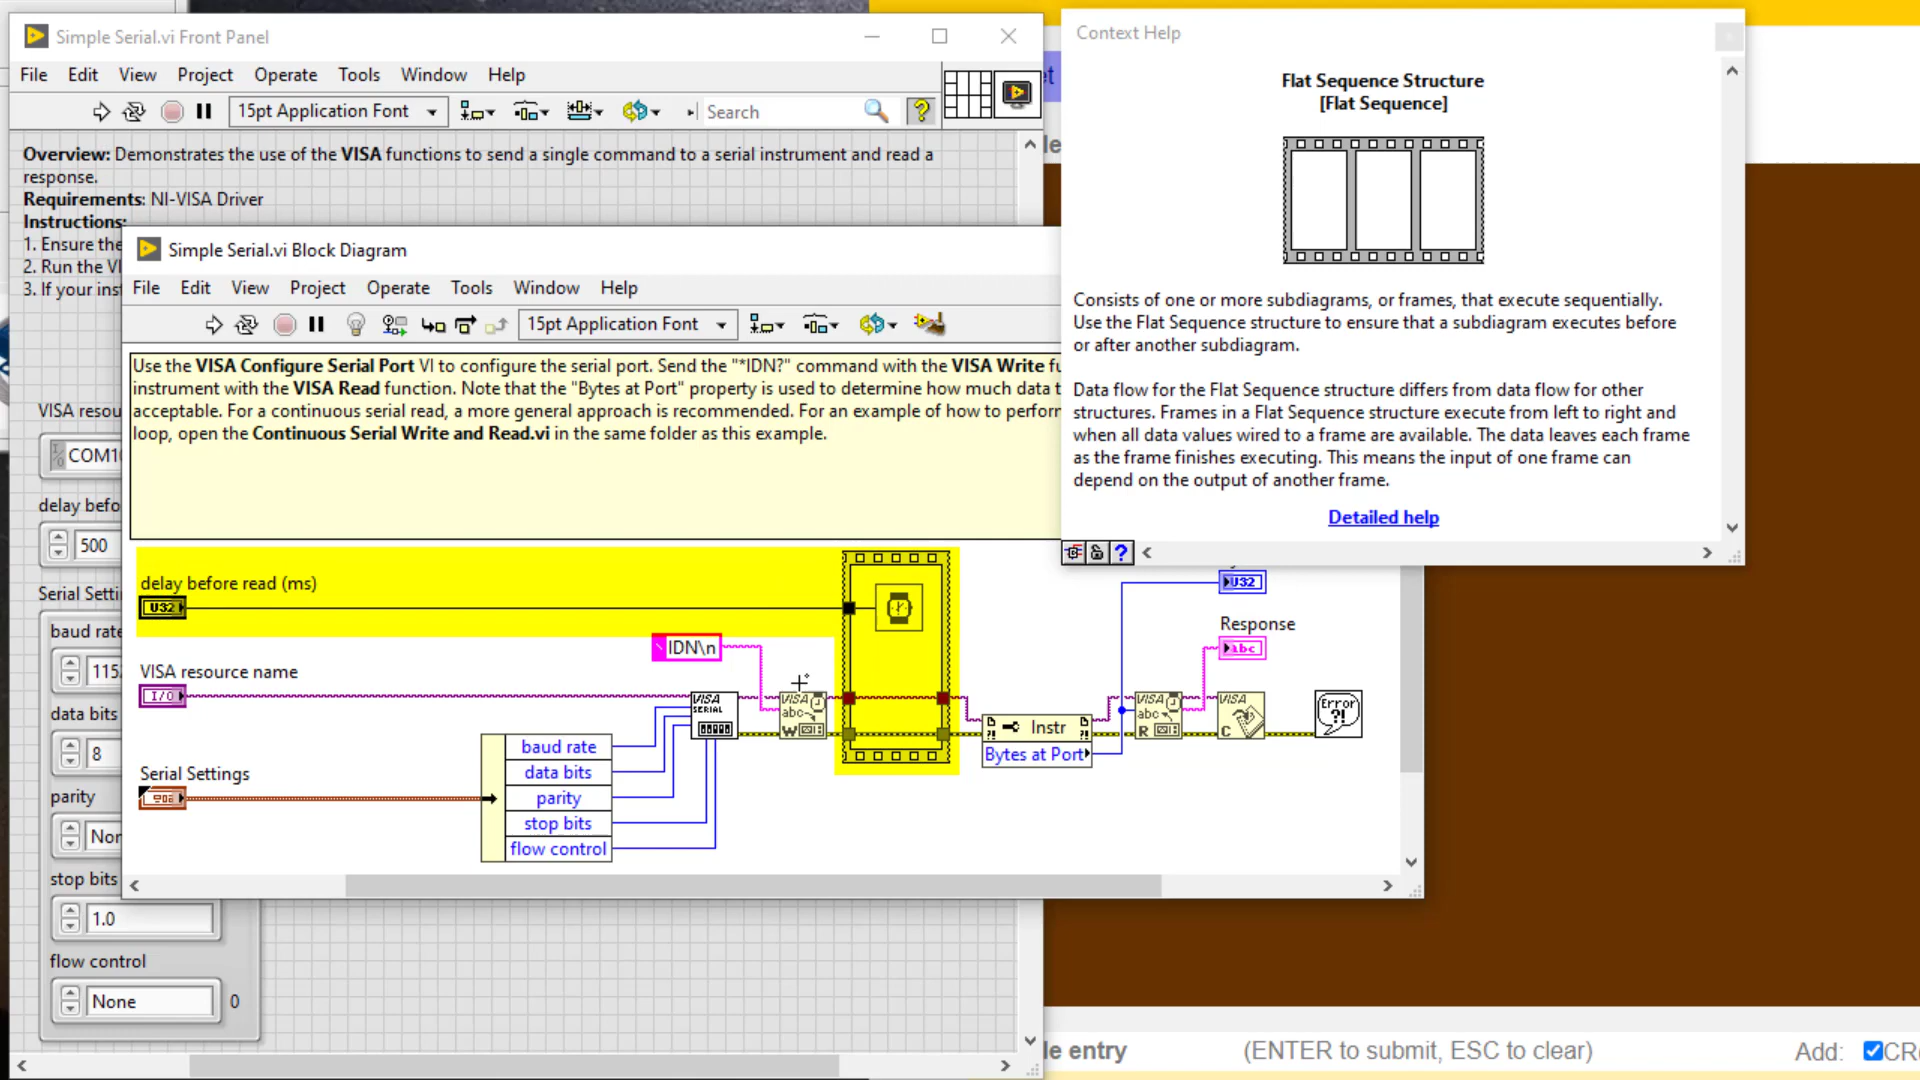 Simple Serial.vi Front Panel
File Edit View Project Operate Tools Window Help
15pt Application Font
Search
Overview: Demonstrates the use of the VISA functions to send a single command to a serial instrument and read a
response.
Requirements: NI-VISA Driver
Instructions:
1. Ensure the
2. Run the VI
3. If your inst
VISA resou
COM10
delay befo
500
Serial Setti
baud rate
115
data bits
8
parity
Non
stop bits
1.0
flow control
None 0
Simple Serial.vi Block Diagram
File Edit View Project Operate Tools Window Help
15pt Application Font
Use the VISA Configure Serial Port VI to configure the serial port. Send the "*IDN?" command with the VISA Write fu
instrument with the VISA Read function. Note that the "Bytes at Port" property is used to determine how much data t
acceptable. For a continuous serial read, a more general approach is recommended. For an example of how to perform
loop, open the Continuous Serial Write and Read.vi in the same folder as this example.
delay before read (ms)
U32
IDN\n
VISA resource name
I/O
VISA
SERIAL
VISA
abc
W
Serial Settings
baud rate
data bits
parity
stop bits
flow control
Instr
Bytes at Port
U32
Response
abc
VISA
abc
R
VISA
C
Error
?!
Context Help
Flat Sequence Structure
[Flat Sequence]
Consists of one or more subdiagrams, or frames, that execute sequentially.
Use the Flat Sequence structure to ensure that a subdiagram executes before
or after another subdiagram.
Data flow for the Flat Sequence structure differs from data flow for other
structures. Frames in a Flat Sequence structure execute from left to right and
when all data values wired to a frame are available. The data leaves each frame
as the frame finishes executing. This means the input of one frame can
depend on the output of another frame.
Detailed help
le entry (ENTER to submit, ESC to clear) Add: CR